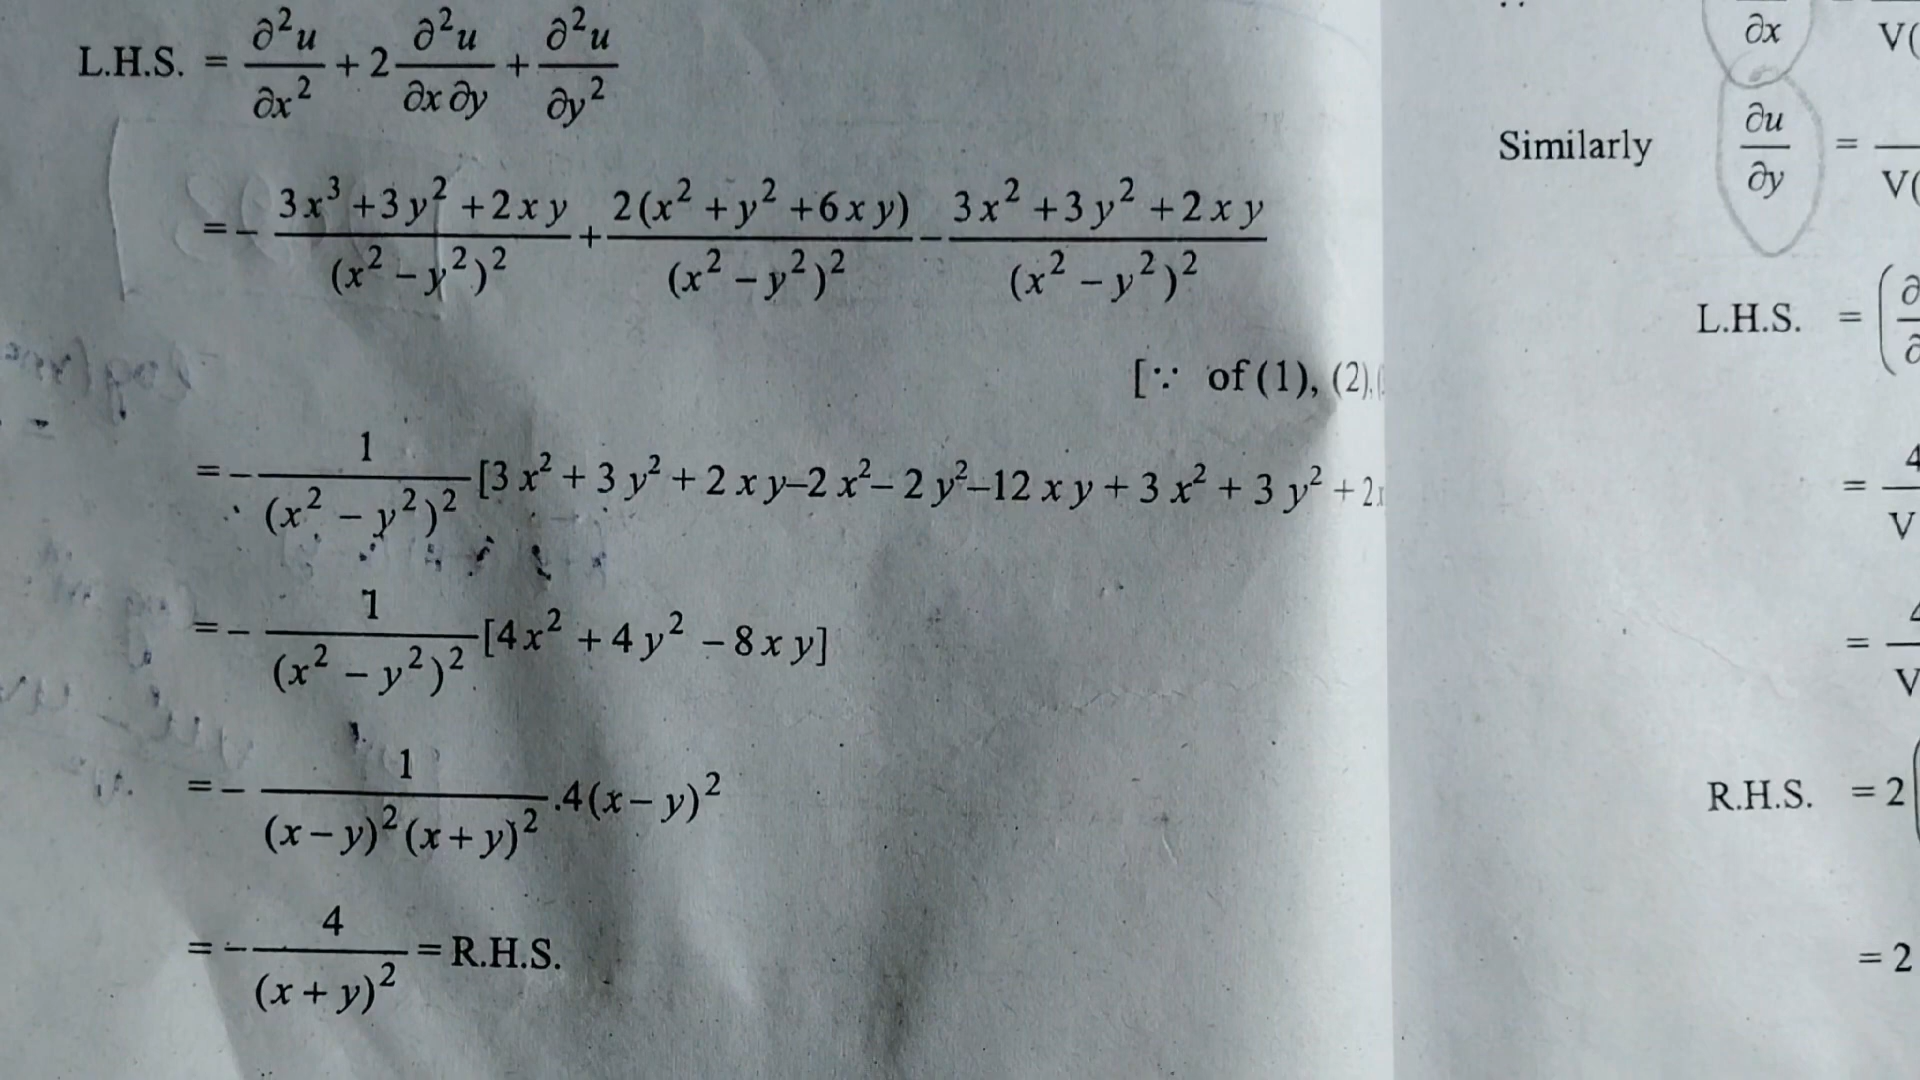 L.H.S. = ∂²u/∂x² + 2 ∂²u/∂x ∂y + ∂²u/∂y²
= - (3x³ + 3y² + 2xy)/(x² - y²)² + 2(x² + y² + 6xy)/(x² - y²)² - (3x² + 3y² + 2xy)/(x² - y²)²
[∵ of (1), (2),
= - 1/(x² - y²)² [3x² + 3y² + 2xy - 2x² - 2y² - 12xy + 3x² + 3y² + 2x
= - 1/(x² - y²)² [4x² + 4y² - 8xy]
= - 1/((x - y)² (x + y)²) .4(x - y)²
= - 4/(x + y)² = R.H.S.
∂x V(
Similarly ∂u/∂y = V(
L.H.S. = (∂
= 4/V
= 4/V
R.H.S. = 2(
= 2